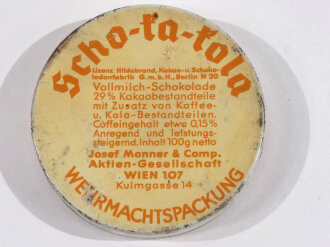 Scho-ka-kola
Lizenz Hildebrand, Kakao-u. Schoko-
ladenfabrik G.m.b.H., Berlin N 20
Vollmilch-Schokolade
29% Kakaobestandteile
mit Zusatz von Kaffee-
u. Kola-Bestandteilen.
Coffeingehalt etwa 0,15%
Anregend und leistungs-
steigernd. Inhalt 100g netto
Josef Manner & Comp.
Aktien-Gesellschaft
WIEN 107
Kulmgasse 14
WEHRMACHTSPACKUNG